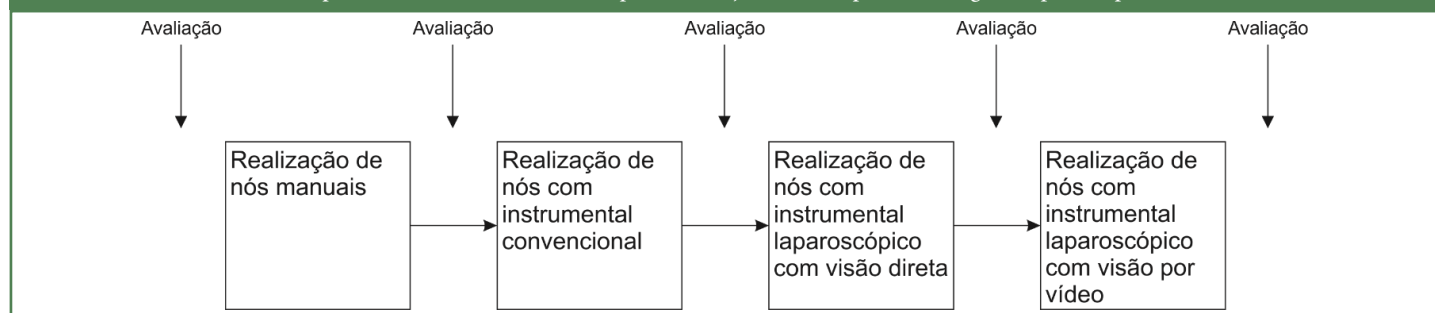 Avaliação Avaliação Avaliação Avaliação Avaliação
Realização de
nós manuais
Realização de
nós com
instrumental
convencional
Realização de
nós com
instrumental
laparoscópico
com visão direta
Realização de
nós com
instrumental
laparoscópico
com visão por
vídeo